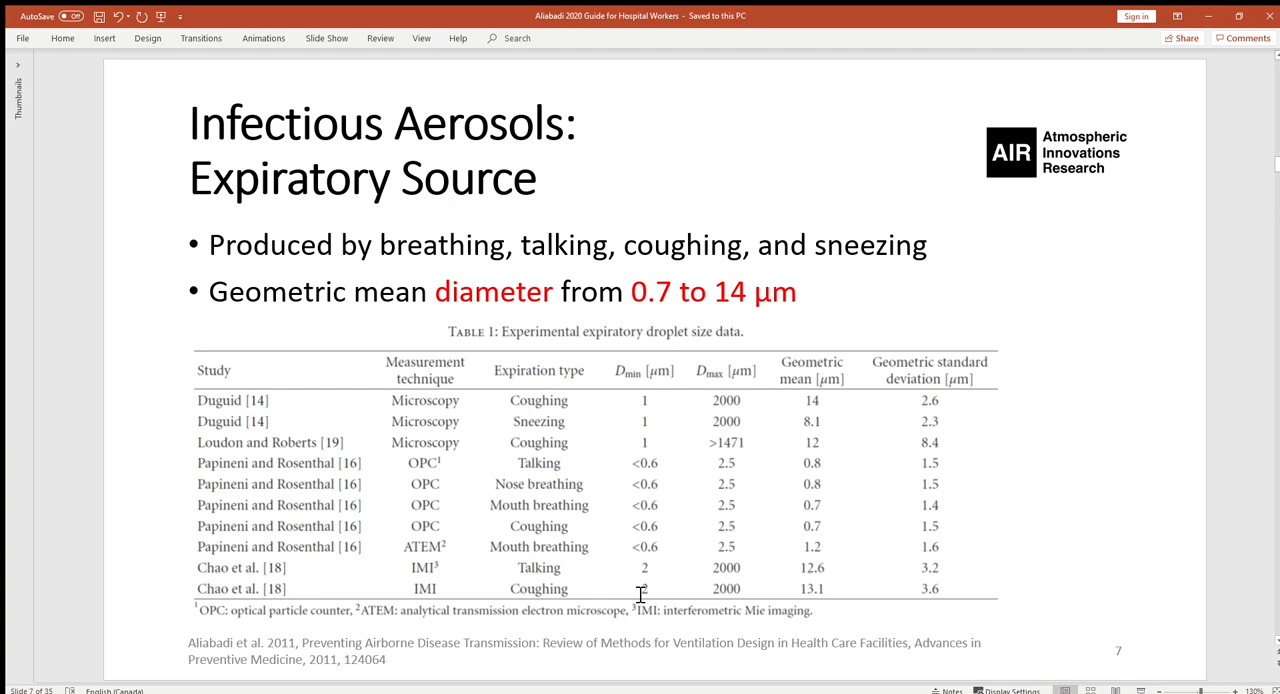 AutoSave Off
Aliabadi 2020 Guide for Hospital Workers - Saved to this PC
Sign in
File Home Insert Design Transitions Animations Slide Show Review View Help Search
Share Comments
Thumbnails
Infectious Aerosols:
Expiratory Source
AIR Atmospheric
Innovations
Research
• Produced by breathing, talking, coughing, and sneezing
• Geometric mean diameter from 0.7 to 14 µm
TABLE 1: Experimental expiratory droplet size data.
Study Measurement technique Expiration type Dmin [µm] Dmax [µm] Geometric mean [µm] Geometric standard deviation [µm]
Duguid [14] Microscopy Coughing 1 2000 14 2.6
Duguid [14] Microscopy Sneezing 1 2000 8.1 2.3
Loudon and Roberts [19] Microscopy Coughing 1 >1471 12 8.4
Papineni and Rosenthal [16] OPC1 Talking <0.6 2.5 0.8 1.5
Papineni and Rosenthal [16] OPC Nose breathing <0.6 2.5 0.8 1.5
Papineni and Rosenthal [16] OPC Mouth breathing <0.6 2.5 0.7 1.4
Papineni and Rosenthal [16] OPC Coughing <0.6 2.5 0.7 1.5
Papineni and Rosenthal [16] ATEM2 Mouth breathing <0.6 2.5 1.2 1.6
Chao et al. [18] IMI3 Talking 2 2000 12.6 3.2
Chao et al. [18] IMI Coughing 2 2000 13.1 3.6
1OPC: optical particle counter, 2ATEM: analytical transmission electron microscope, 3IMI: interferometric Mie imaging.
Aliabadi et al. 2011, Preventing Airborne Disease Transmission: Review of Methods for Ventilation Design in Health Care Facilities, Advances in
Preventive Medicine, 2011, 124064
7
Slide 7 of 35 English (Canada) Notes Display Settings 130%